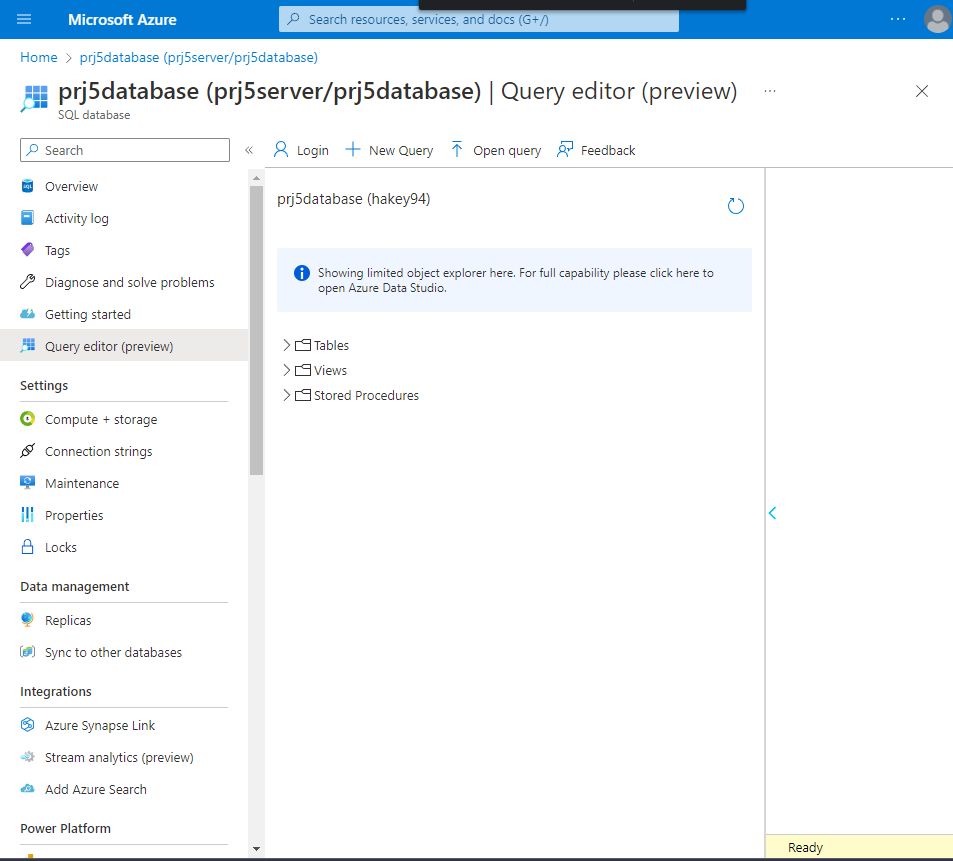 Microsoft Azure
Search resources, services, and docs (G+/)
Home > prj5database (prj5server/prj5database)
prj5database (prj5server/prj5database) | Query editor (preview)
SQL database
Search
Login
New Query
Open query
Feedback
Overview
Activity log
Tags
Diagnose and solve problems
Getting started
Query editor (preview)
Settings
Compute + storage
Connection strings
Maintenance
Properties
Locks
Data management
Replicas
Sync to other databases
Integrations
Azure Synapse Link
Stream analytics (preview)
Add Azure Search
Power Platform
prj5database (hakey94)
Showing limited object explorer here. For full capability please click here to
open Azure Data Studio.
Tables
Views
Stored Procedures
Ready